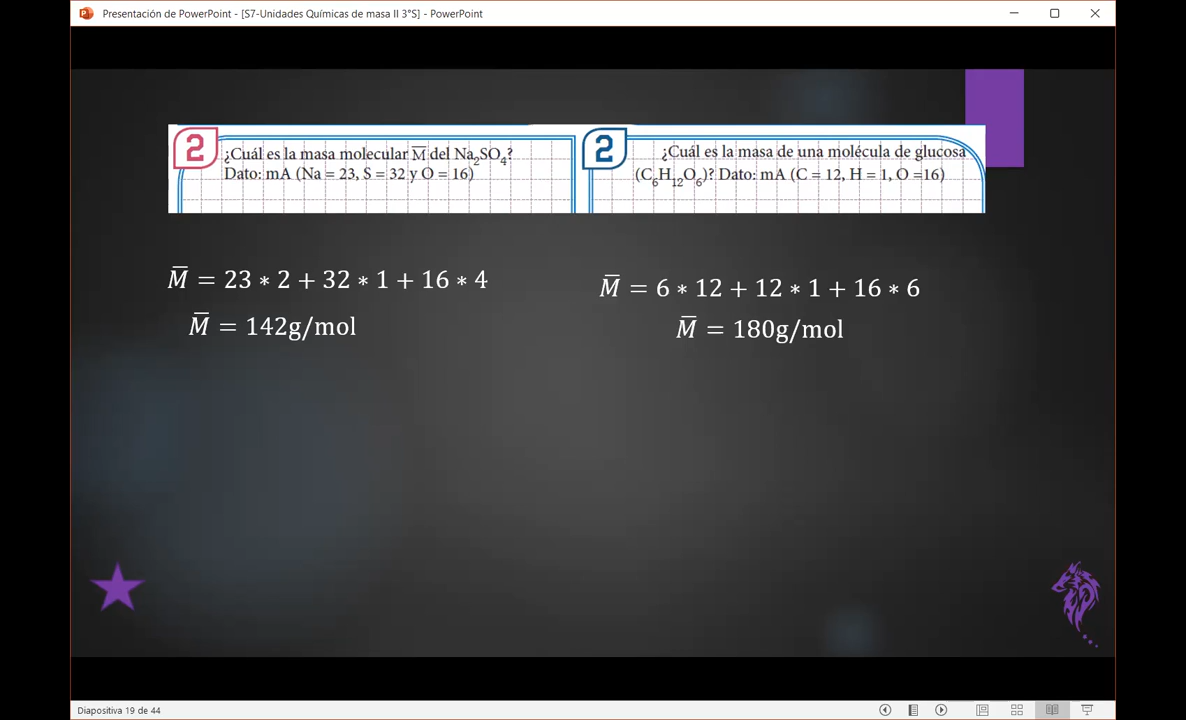 Presentación de PowerPoint - [S7-Unidades Químicas de masa II 3°S] - PowerPoint
2
¿Cuál es la masa molecular M̅ del Na₂SO₄?
Dato: mA (Na = 23, S = 32 y O = 16)
2
¿Cuál es la masa de una molécula de glucosa
(C₆H₁₂O₆)? Dato: mA (C = 12, H = 1, O =16)
M̅ = 23 ∗ 2 + 32 ∗ 1 + 16 ∗ 4
M̅ = 142g/mol
M̅ = 6 ∗ 12 + 12 ∗ 1 + 16 ∗ 6
M̅ = 180g/mol
Diapositiva 19 de 44